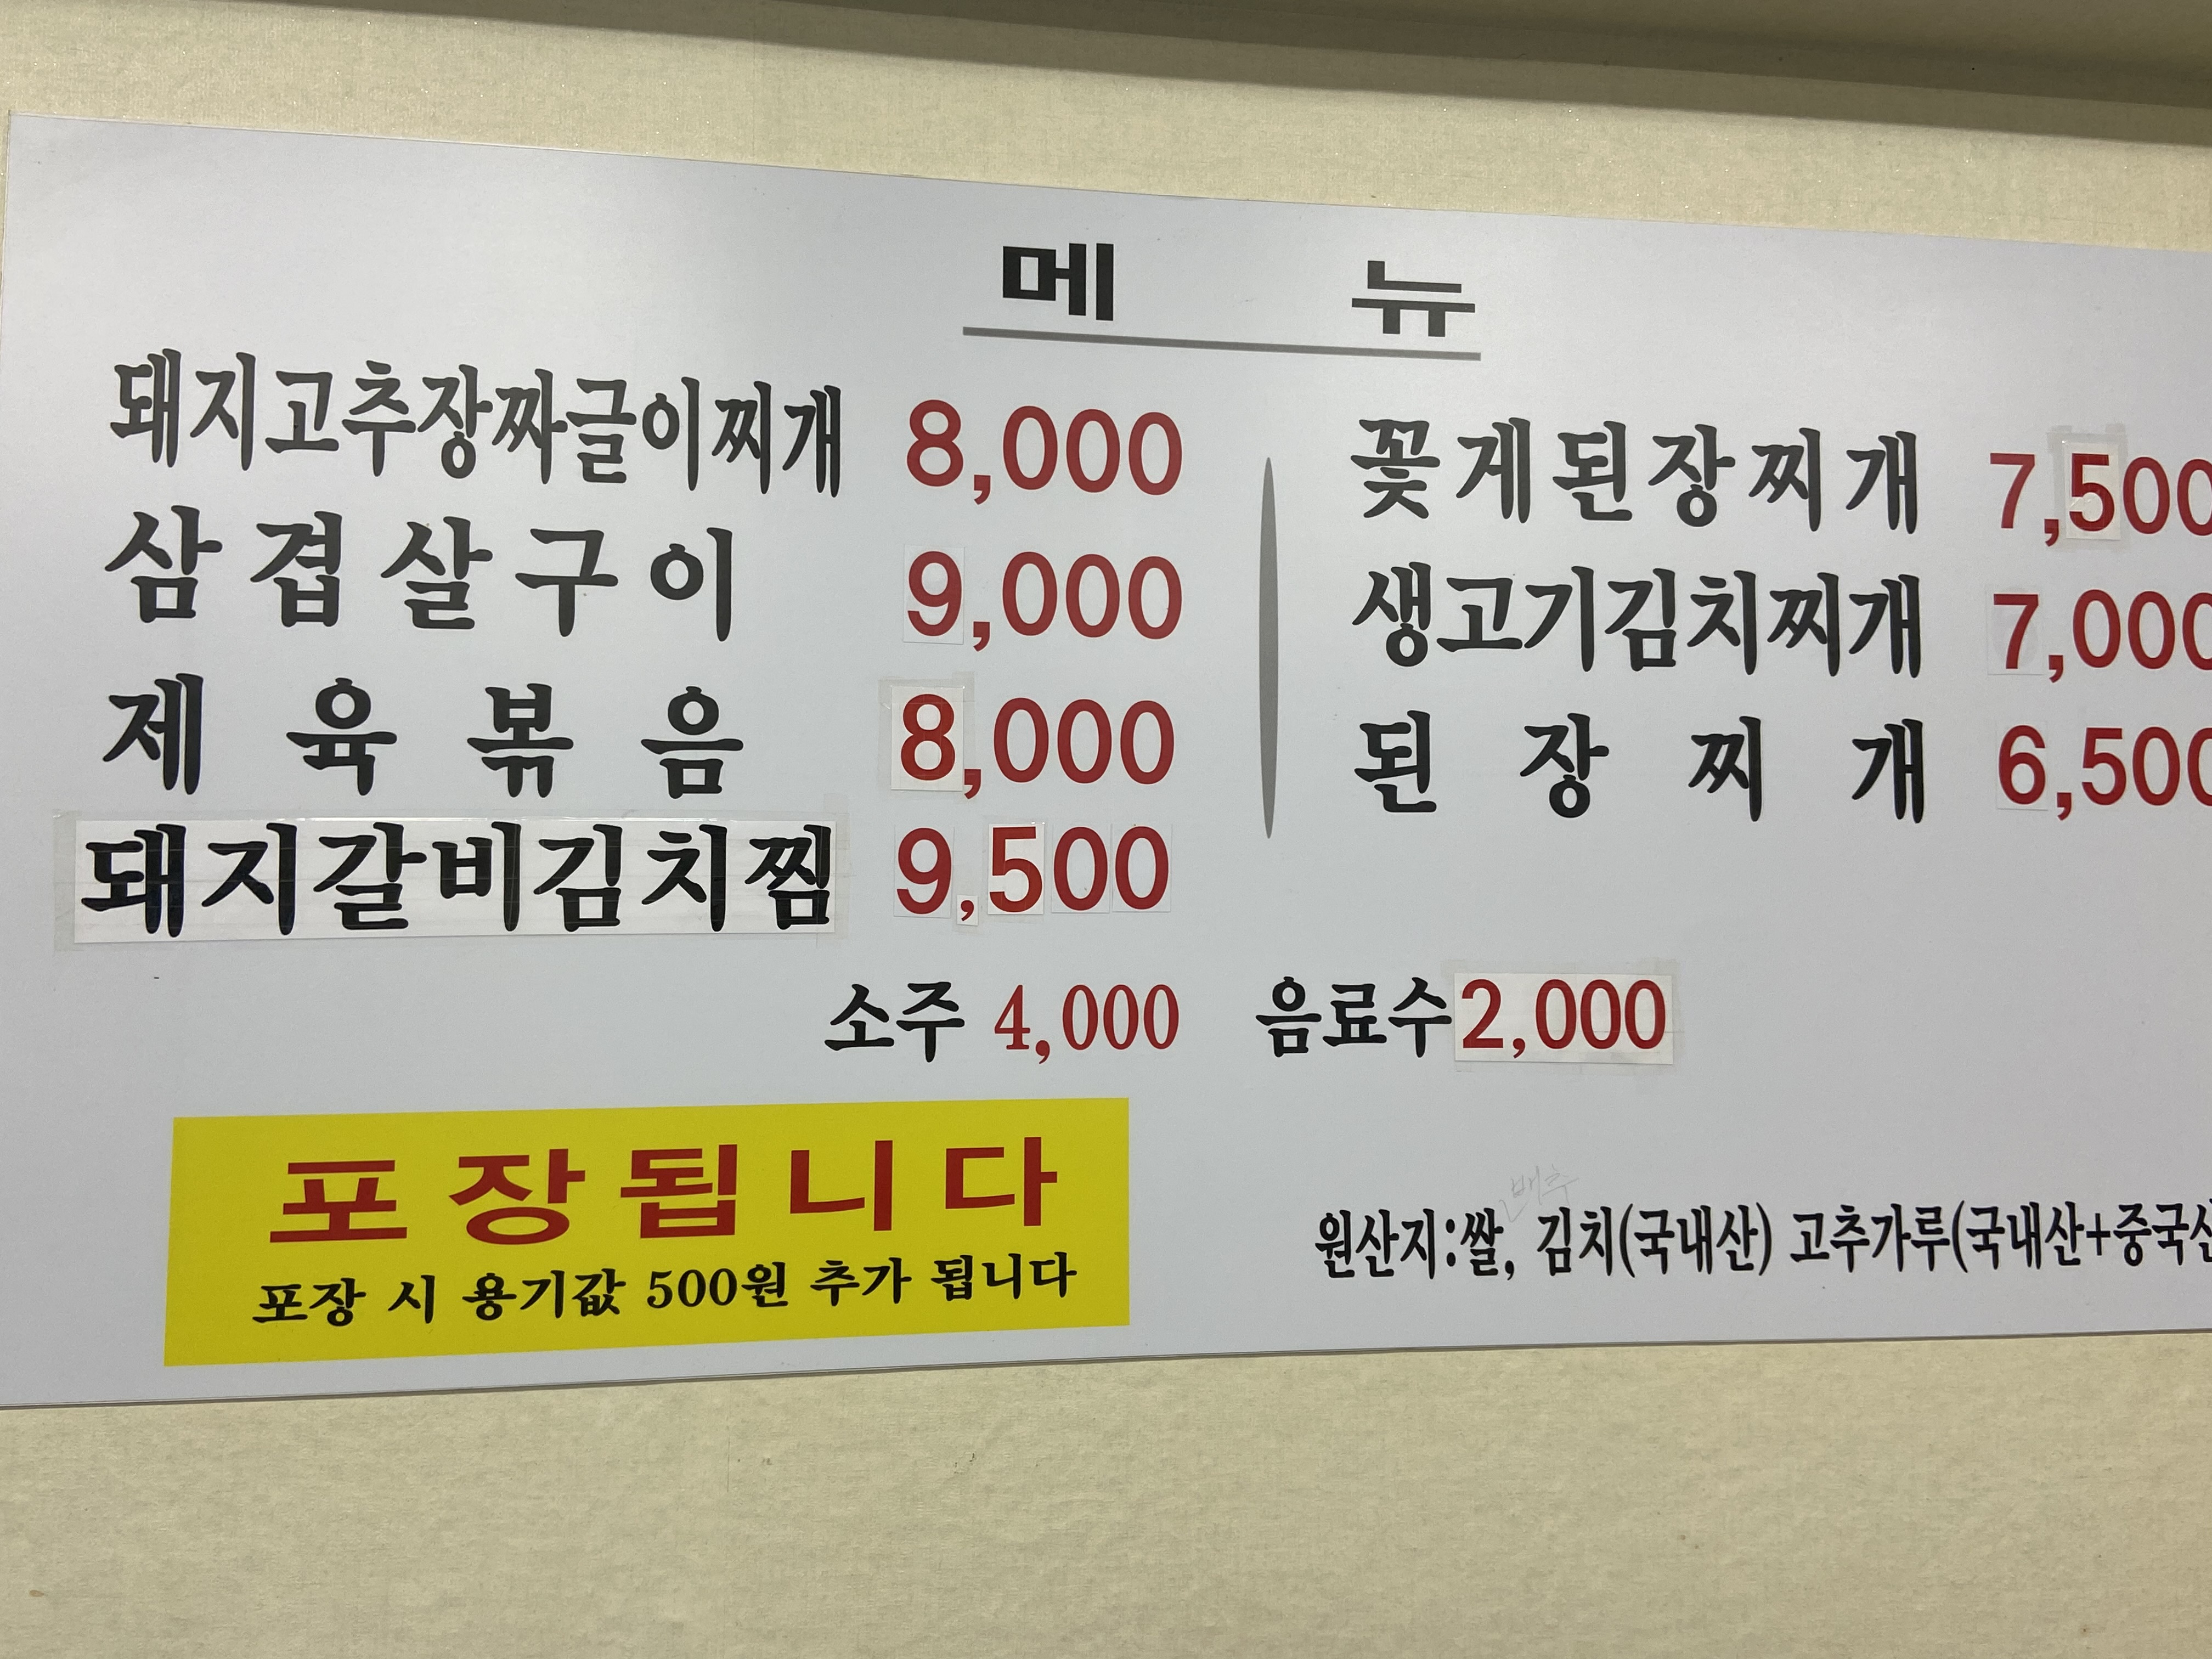 메 뉴
돼지고추장짜글이찌개 8,000
삼겹살구이 9,000
제육볶음 8,000
돼지갈비김치찜 9,500
꽃게된장찌개 7,500
생고기김치찌개 7,000
된장찌개 6,500
소주 4,000 음료수 2,000
포장됩니다
포장 시 용기값 500원 추가 됩니다
배추
원산지:쌀, 김치(국내산) 고추가루(국내산+중국산